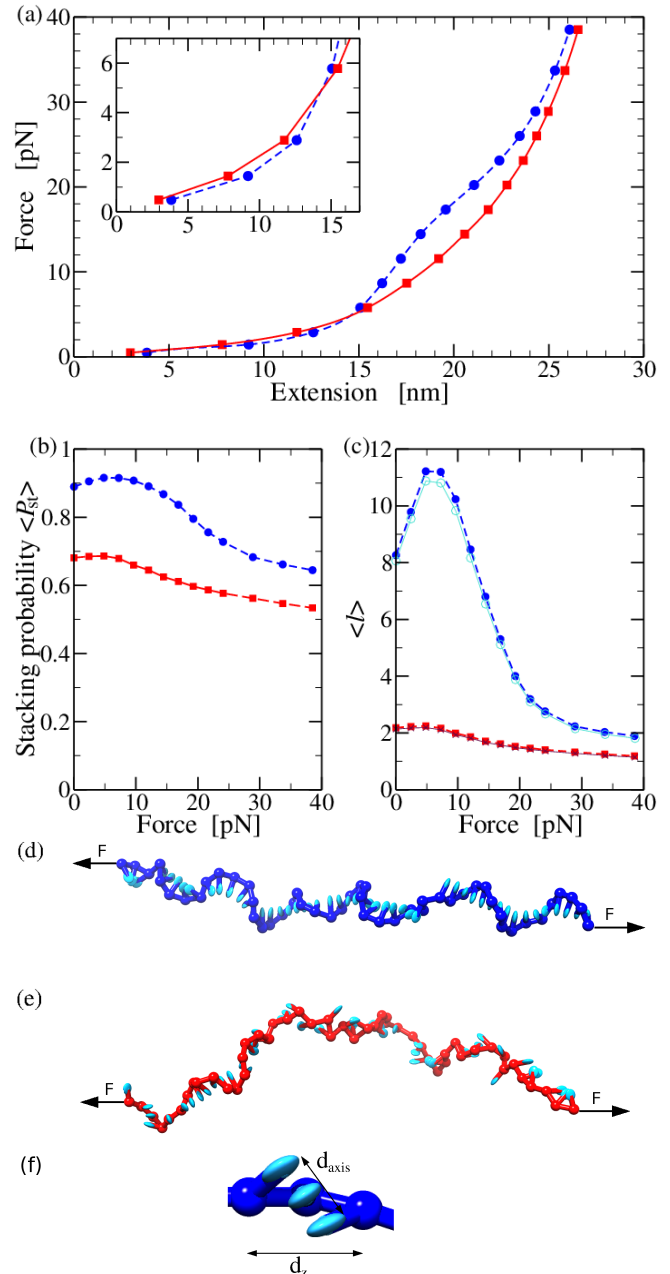 (a)
40
30
20
10
0
Force [pN]
6
4
2
0
0 5 10 15
0 5 10 15 20 25 30
Extension [nm]
(b)
1
0.8
0.6
0.4
0.2
0
Stacking probability <Pst>
0 10 20 30 40
Force [pN]
(c)
12
10
8
6
4
2
0
<l>
0 10 20 30 40
Force [pN]
(d)
F
F
(e)
F
F
(f)
daxis
dz